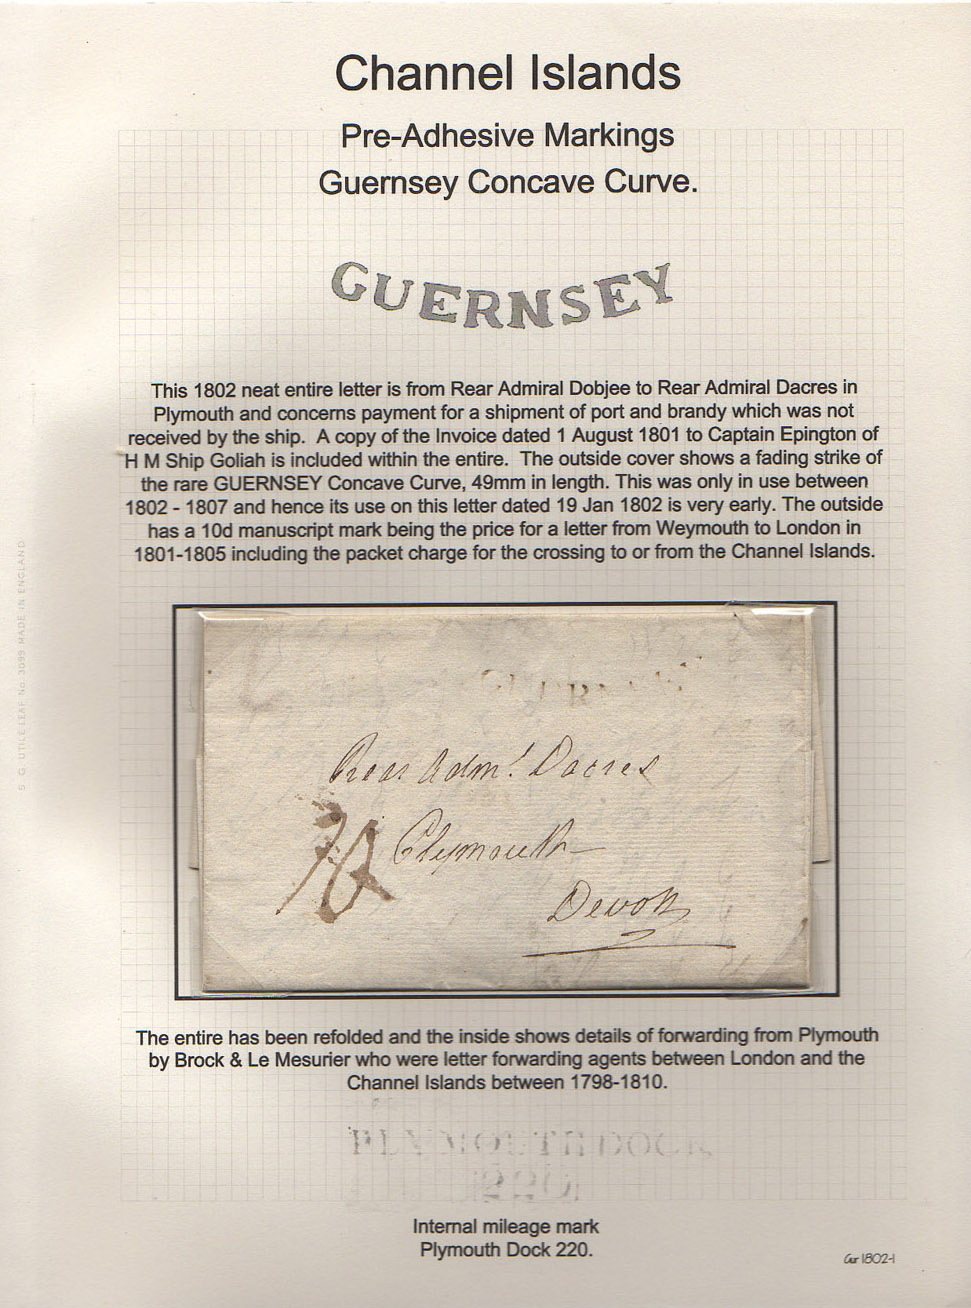 Channel Islands
Pre-Adhesive Markings
Guernsey Concave Curve.
GUERNSEY
This 1802 neat entire letter is from Rear Admiral Dobjee to Rear Admiral Dacres in
Plymouth and concerns payment for a shipment of port and brandy which was not
received by the ship. A copy of the Invoice dated 1 August 1801 to Captain Epington of
H M Ship Goliah is included within the entire. The outside cover shows a fading strike of
the rare GUERNSEY Concave Curve, 49mm in length. This was only in use between
1802 - 1807 and hence its use on this letter dated 19 Jan 1802 is very early. The outside
has a 10d manuscript mark being the price for a letter from Weymouth to London in
1801-1805 including the packet charge for the crossing to or from the Channel Islands.
S. G. UTILE LEAF No. 3099 MADE IN ENGLAND
Rear Adm! Dacres
10
Plymouth
Devon
The entire has been refolded and the inside shows details of forwarding from Plymouth
by Brock & Le Mesurier who were letter forwarding agents between London and the
Channel Islands between 1798-1810.
PLYMOUTH DOCK
220
Internal mileage mark
Plymouth Dock 220.
Gur 1802-1